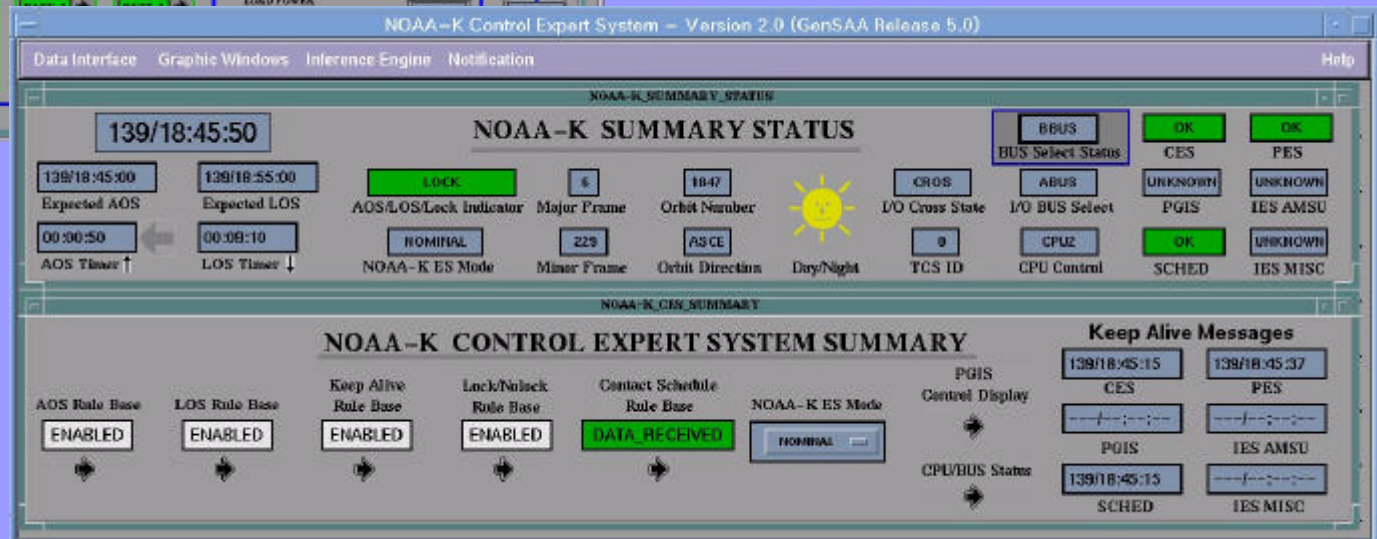 NOAA-K Control Expert System – Version 2.0 (GenSAA Release 5.0)
Data Interface Graphic Windows Inference Engine Notification Help
NOAA-K_SUMMARY_STATUS
139/18:45:50
NOAA-K SUMMARY STATUS
BBUS
BUS Select Status
OK
CES
OK
PES
139/18:45:00
Expected AOS
139/18:55:00
Expected LOS
LOCK
AOS/LOS/Lock Indicator
6
Major Frame
1847
Orbit Number
CROS
I/O Cross State
ABUS
I/O BUS Select
UNKNOWN
PGIS
UNKNOWN
IES AMSU
00:00:50
AOS Timer ↑
00:09:10
LOS Timer ↓
NOMINAL
NOAA-K ES Mode
229
Minor Frame
ASCE
Orbit Direction
Day/Night
0
TCS ID
CPU2
CPU Control
OK
SCHED
UNKNOWN
IES MISC
NOAA-K_CES_SUMMARY
NOAA-K CONTROL EXPERT SYSTEM SUMMARY
AOS Rule Base
ENABLED
LOS Rule Base
ENABLED
Keep Alive
Rule Base
ENABLED
Lock/Nolock
Rule Base
ENABLED
Contact Schedule
Rule Base
DATA_RECEIVED
NOAA-K ES Mode
NOMINAL
PGIS
Control Display
CPU/BUS Status
Keep Alive Messages
139/18:45:15
CES
139/18:45:37
PES
---/--:--:--
PGIS
---/--:--:--
IES AMSU
139/18:45:15
SCHED
---/--:--:--
IES MISC